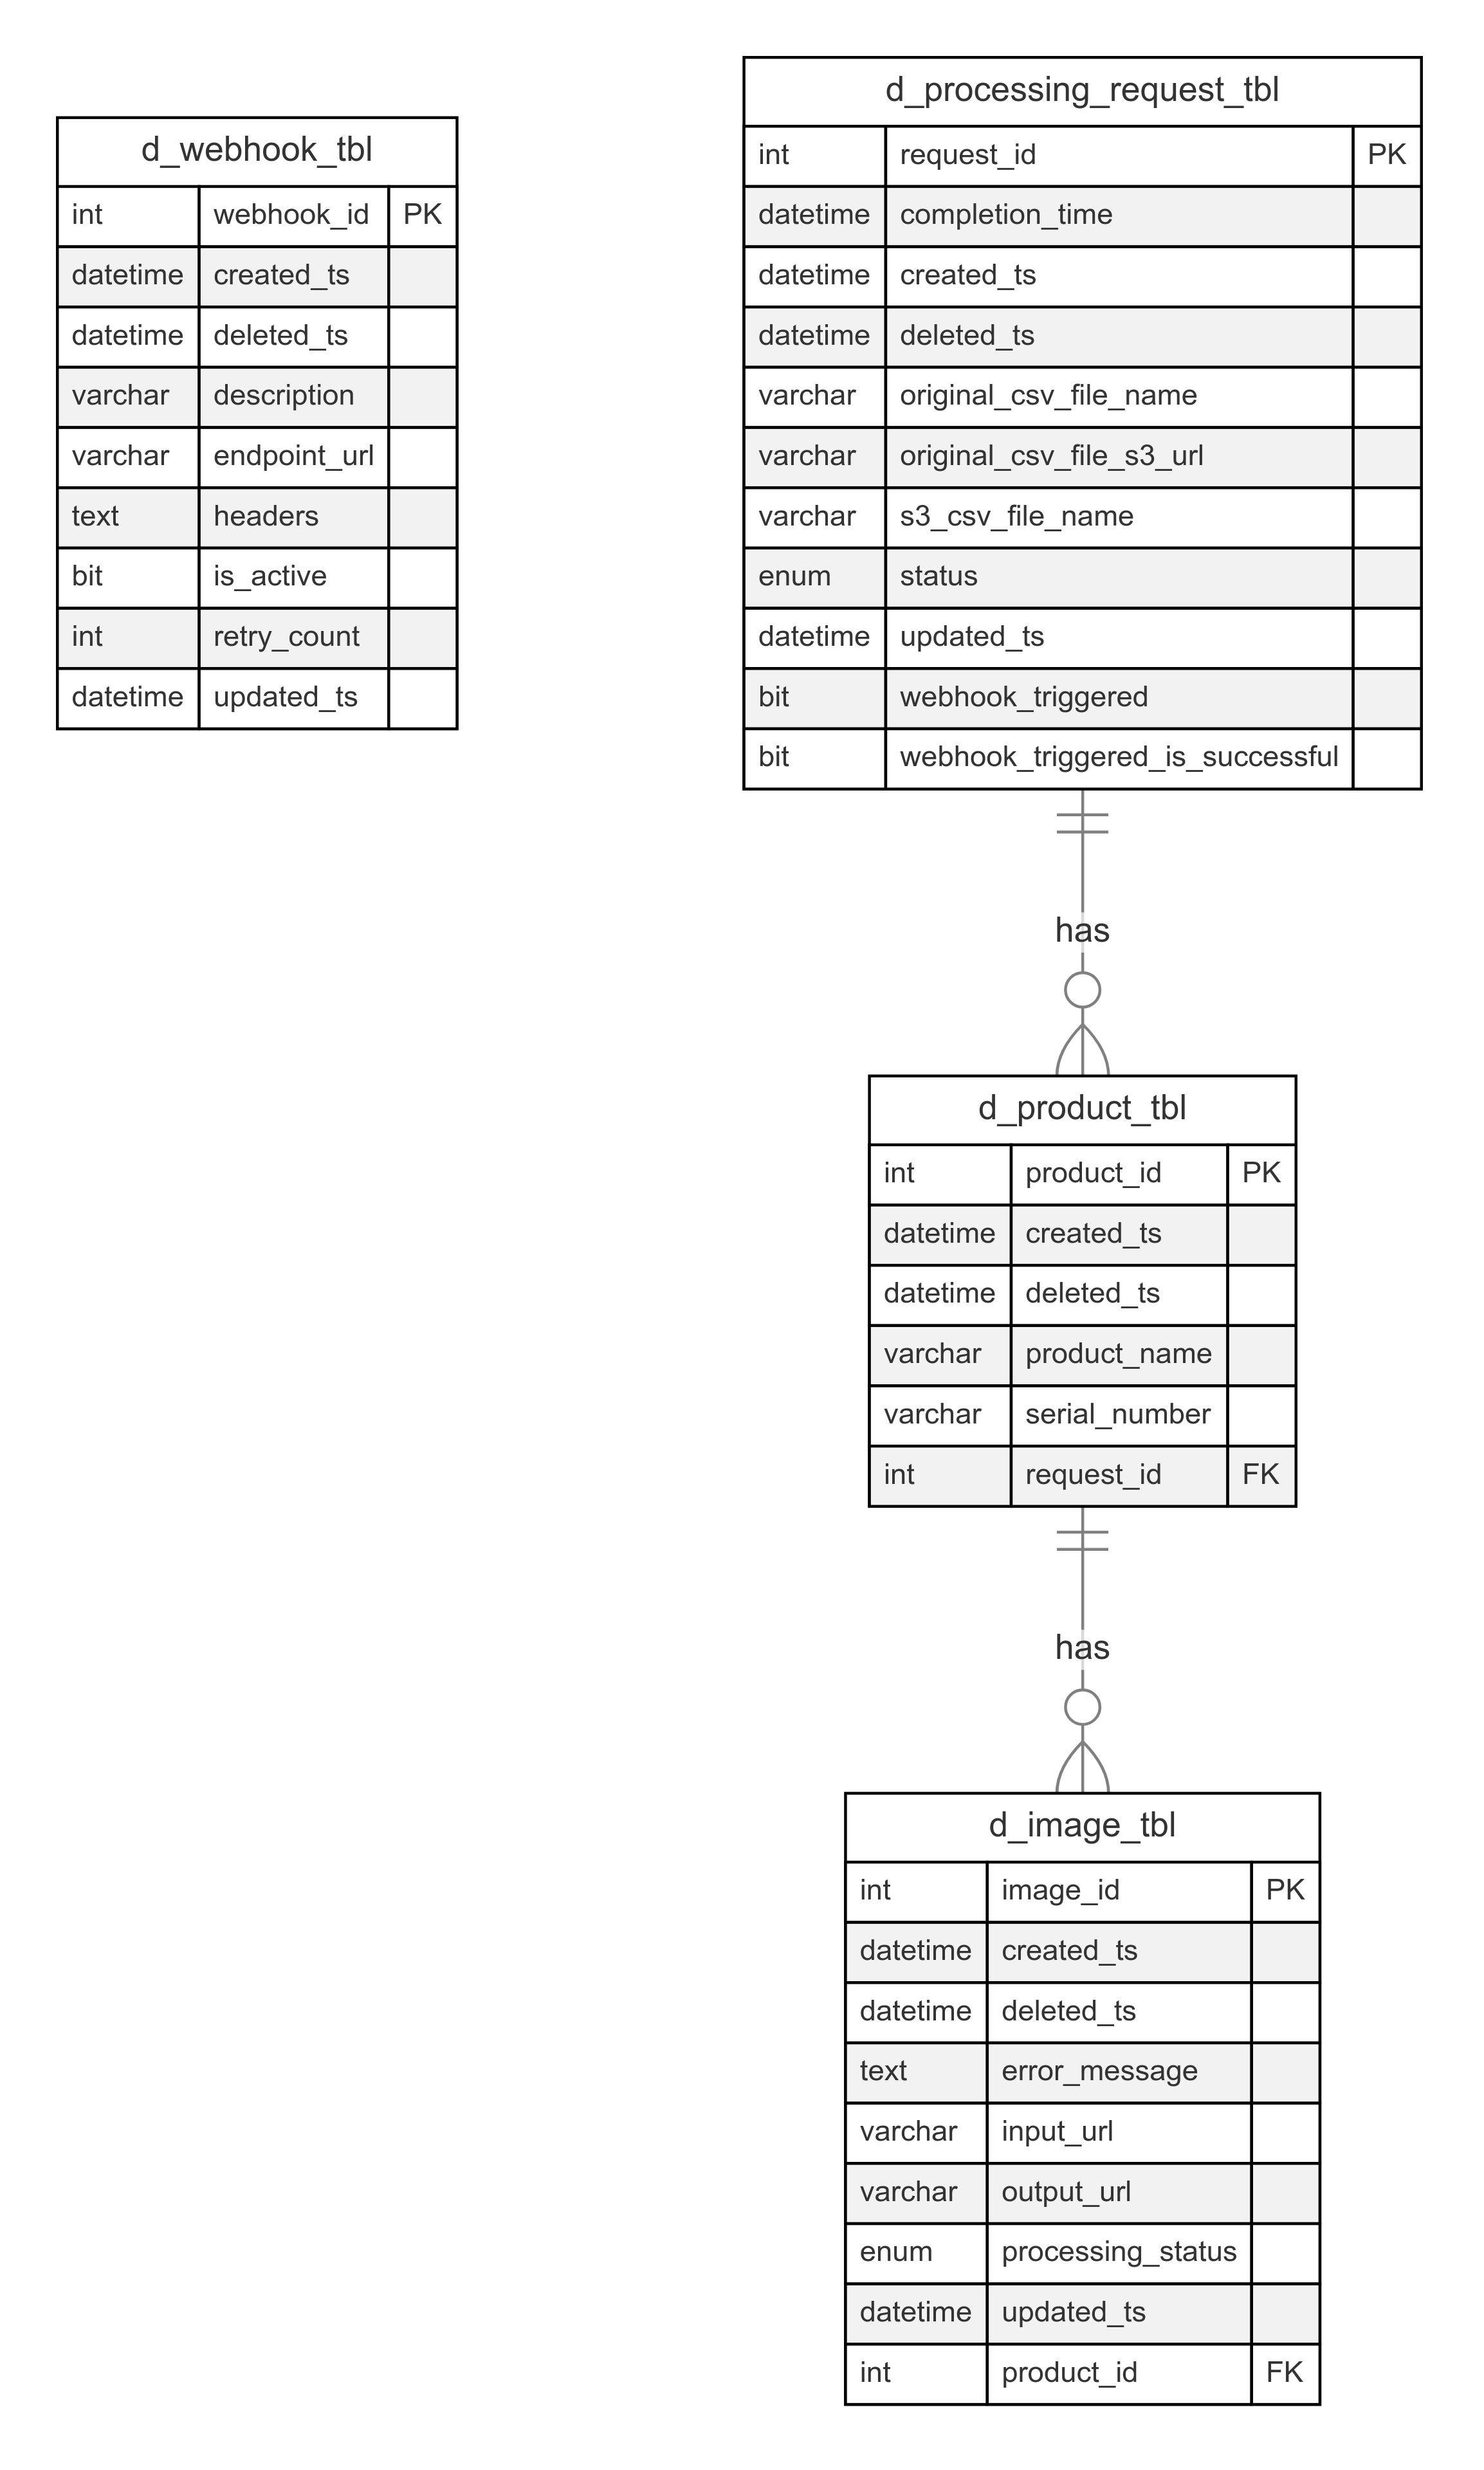 d_webhook_tbl
int webhook_id PK
datetime created_ts
datetime deleted_ts
varchar description
varchar endpoint_url
text headers
bit is_active
int retry_count
datetime updated_ts
d_processing_request_tbl
int request_id PK
datetime completion_time
datetime created_ts
datetime deleted_ts
varchar original_csv_file_name
varchar original_csv_file_s3_url
varchar s3_csv_file_name
enum status
datetime updated_ts
bit webhook_triggered
bit webhook_triggered_is_successful
has
d_product_tbl
int product_id PK
datetime created_ts
datetime deleted_ts
varchar product_name
varchar serial_number
int request_id FK
has
d_image_tbl
int image_id PK
datetime created_ts
datetime deleted_ts
text error_message
varchar input_url
varchar output_url
enum processing_status
datetime updated_ts
int product_id FK